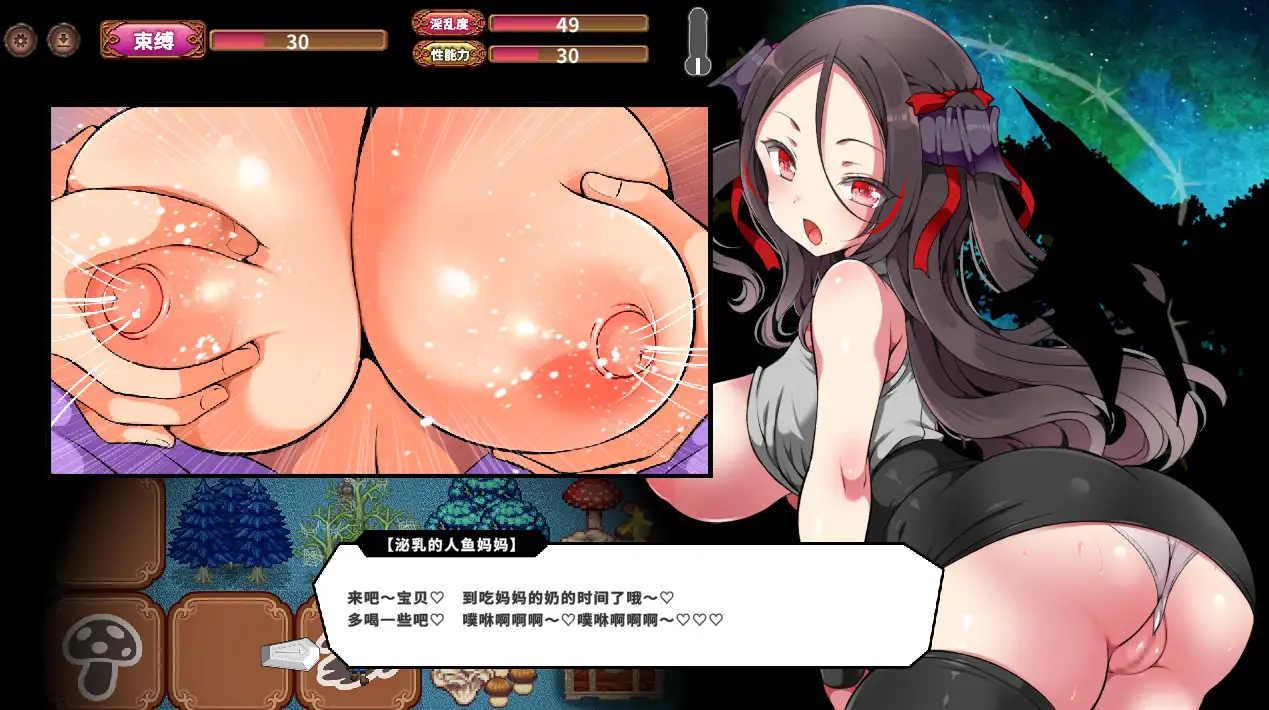 束缚
30
淫乱度
49
性能力
30
【泌乳的人鱼妈妈】
来吧～宝贝♡　到吃妈妈的奶的时间了哦～♡
多喝一些吧♡　噗咻啊啊啊～♡噗咻啊啊啊～♡♡♡